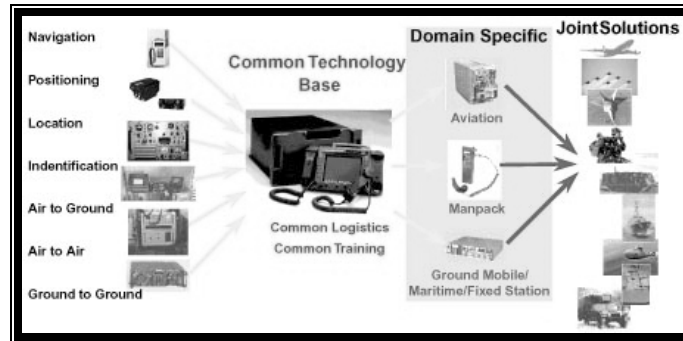 Navigation
Positioning
Location
Indentification
Air to Ground
Air to Air
Ground to Ground
Common Technology
Base
Common Logistics
Common Training
Domain Specific
Aviation
Manpack
Ground Mobile/
Maritime/Fixed Station
JointSolutions